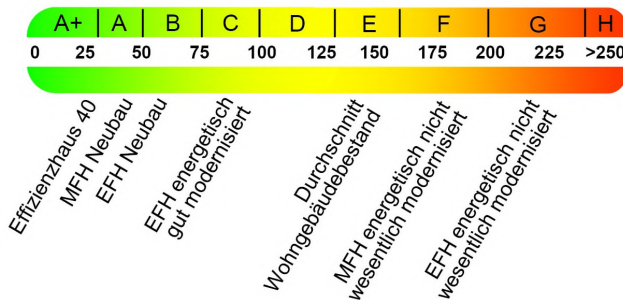 A+ A B C D E F G H
0 25 50 75 100 125 150 175 200 225 >250
Effizienzhaus 40
MFH Neubau
EFH Neubau
EFH energetisch
gut modernisiert
Durchschnitt
Wohngebäudebestand
MFH energetisch nicht
wesentlich modernisiert
EFH energetisch nicht
wesentlich modernisiert